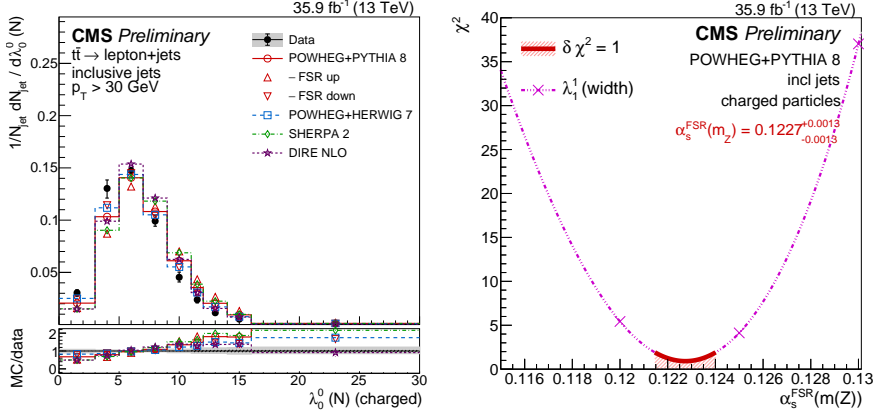 35.9 fb⁻¹ (13 TeV)
CMS Preliminary
tt̄ → lepton+jets
inclusive jets
p_T > 30 GeV
Data
POWHEG+PYTHIA 8
– FSR up
– FSR down
POWHEG+HERWIG 7
SHERPA 2
DIRE NLO
1/N_jet dN_jet / dλ₀⁰ (N)
0.25
0.2
0.15
0.1
0.05
MC/data
2
1
0
0 5 10 15 20 25 30
λ₀⁰ (N) (charged)
35.9 fb⁻¹ (13 TeV)
χ²
40
35
30
25
20
15
10
5
0
CMS Preliminary
δ χ² = 1
POWHEG+PYTHIA 8
incl jets
λ₁¹ (width)
charged particles
α_s^FSR(m_Z) = 0.1227 +0.0013 -0.0013
0.116 0.118 0.12 0.122 0.124 0.126 0.128 0.13
α_s^FSR(m(Z))